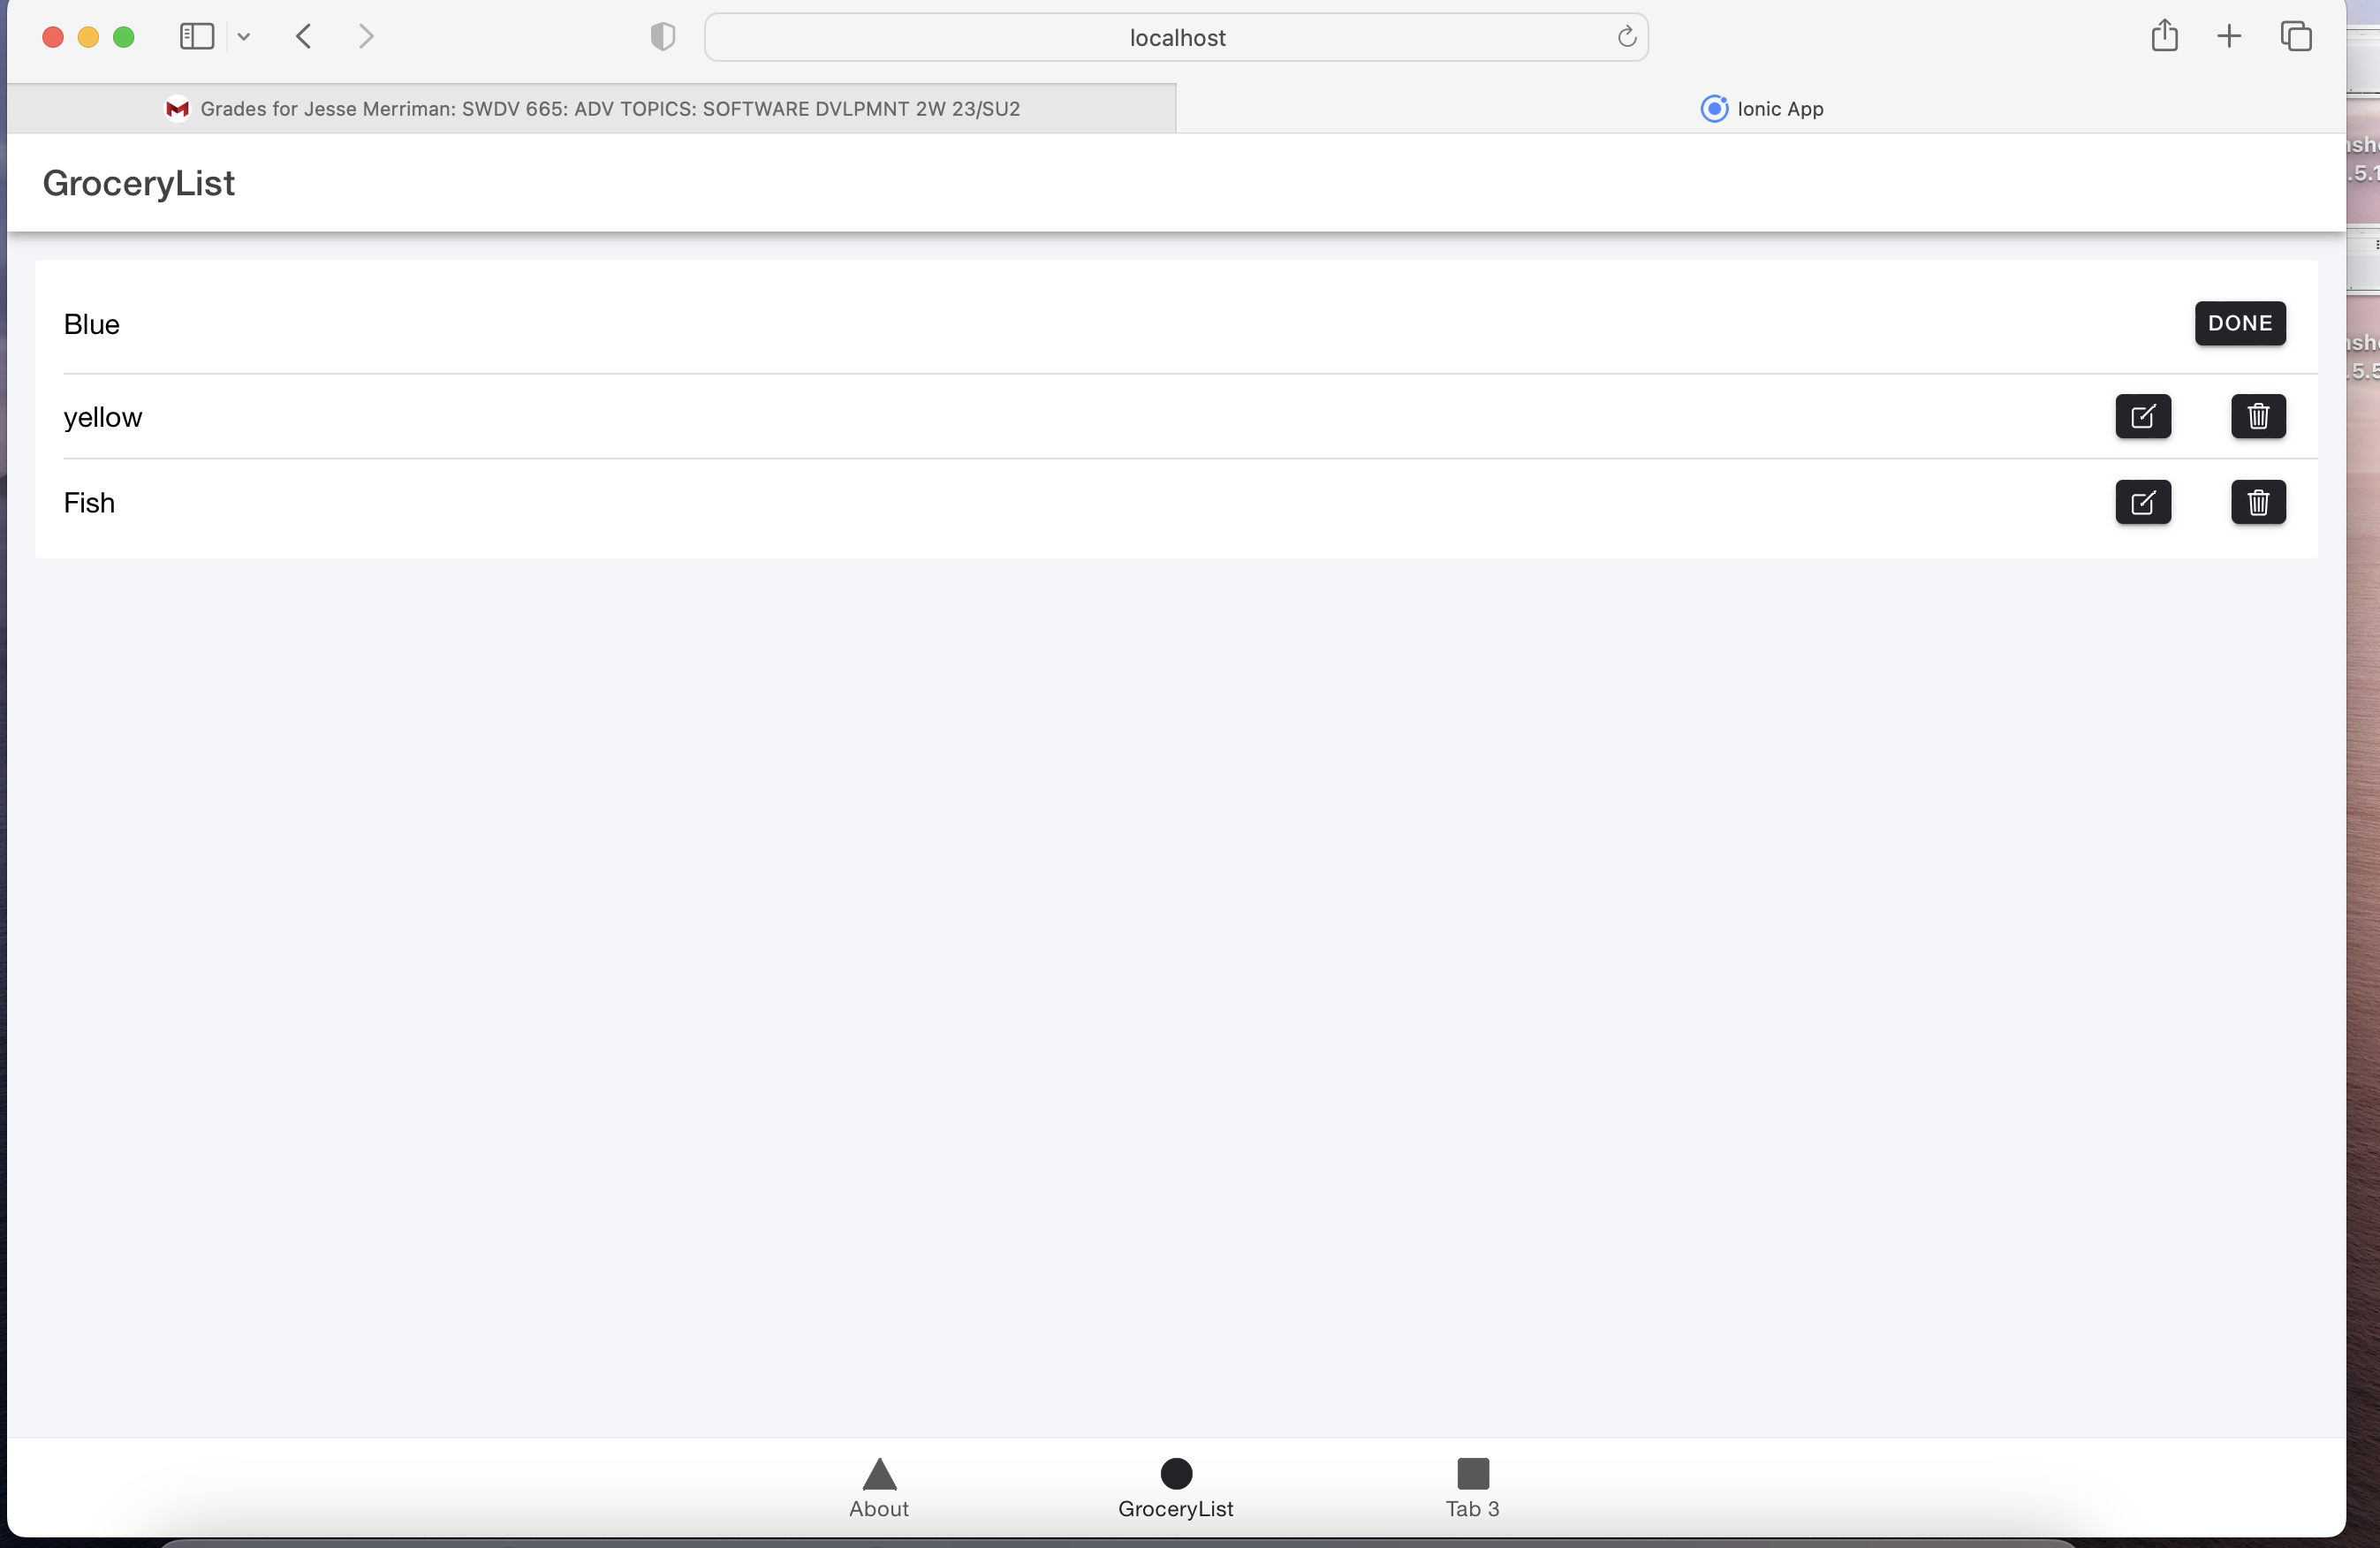 localhost
Grades for Jesse Merriman: SWDV 665: ADV TOPICS: SOFTWARE DVLPMNT 2W 23/SU2
Ionic App
GroceryList
Blue
DONE
yellow
Fish
About
GroceryList
Tab 3